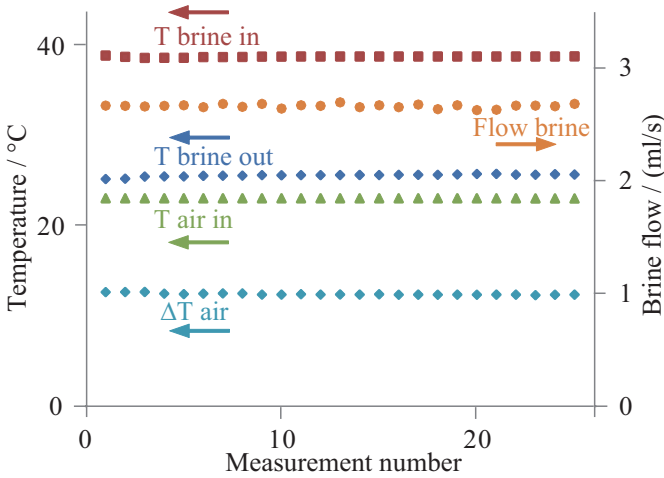 40
T brine in
3
Flow brine
T brine out
2
20
T air in
ΔT air
1
0
0
0
10
20
Measurement number
Temperature / °C
Brine flow / (ml/s)